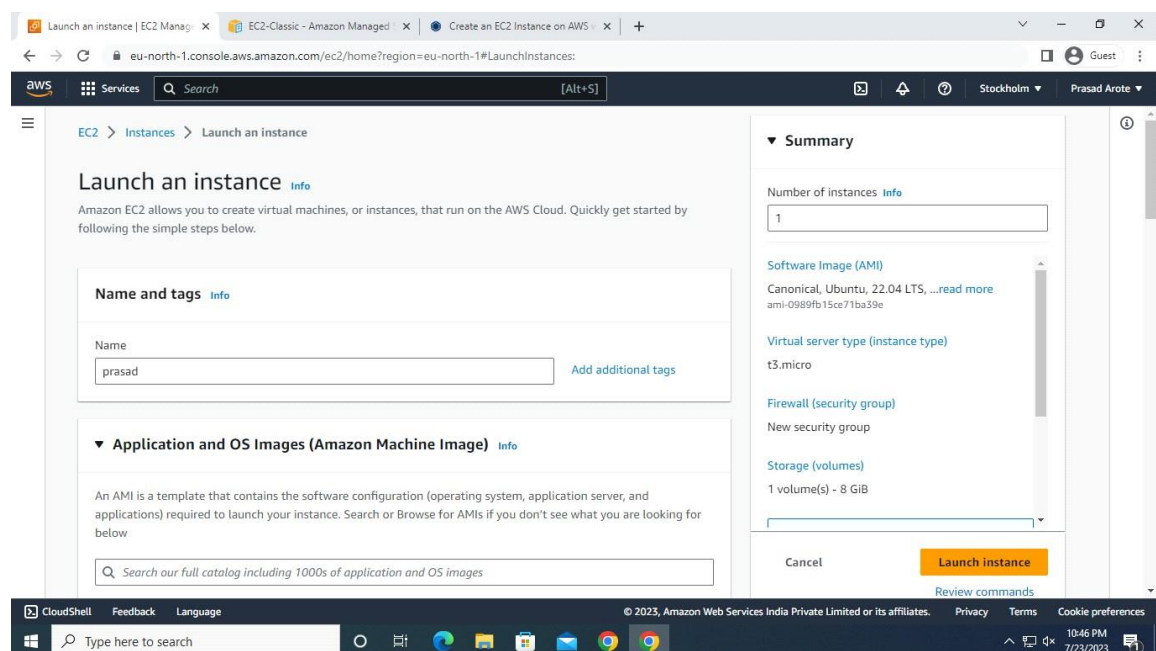 Launch an instance | EC2 Manag
EC2-Classic - Amazon Managed
Create an EC2 Instance on AWS
eu-north-1.console.aws.amazon.com/ec2/home?region=eu-north-1#LaunchInstances:
Guest
aws
Services
Search
[Alt+S]
Stockholm
Prasad Arote
EC2 > Instances > Launch an instance
Launch an instance Info
Amazon EC2 allows you to create virtual machines, or instances, that run on the AWS Cloud. Quickly get started by
following the simple steps below.
Name and tags Info
Name
prasad
Add additional tags
Application and OS Images (Amazon Machine Image) Info
An AMI is a template that contains the software configuration (operating system, application server, and
applications) required to launch your instance. Search or Browse for AMIs if you don't see what you are looking for
below
Search our full catalog including 1000s of application and OS images
Summary
Number of instances Info
1
Software Image (AMI)
Canonical, Ubuntu, 22.04 LTS, ...read more
ami-0989fb15ce71ba39e
Virtual server type (instance type)
t3.micro
Firewall (security group)
New security group
Storage (volumes)
1 volume(s) - 8 GiB
Cancel
Launch instance
Review commands
CloudShell Feedback Language
© 2023, Amazon Web Services India Private Limited or its affiliates. Privacy Terms Cookie preferences
Type here to search
10:46 PM
7/23/2023